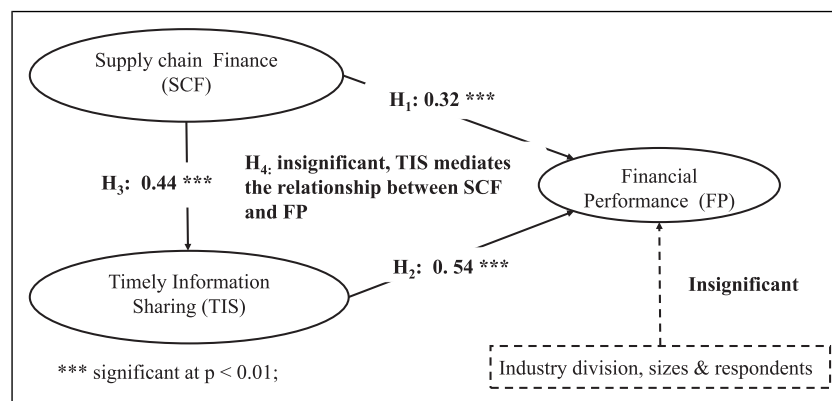 Supply chain Finance
(SCF)
H1: 0.32 ***
H3: 0.44 ***
H4: insignificant, TIS mediates
the relationship between SCF
and FP
Financial
Performance (FP)
H2: 0. 54 ***
Timely Information
Sharing (TIS)
Insignificant
Industry division, sizes & respondents
*** significant at p < 0.01;